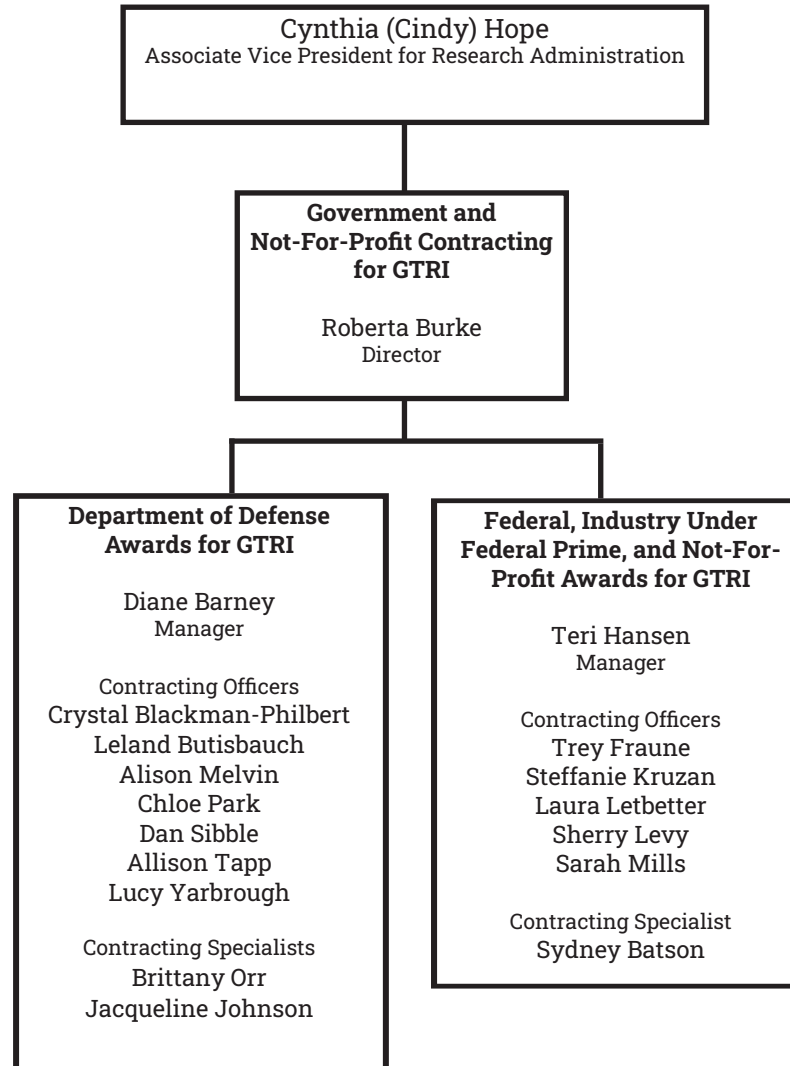 Cynthia (Cindy) Hope
Associate Vice President for Research Administration
Government and
Not-For-Profit Contracting
for GTRI
Roberta Burke
Director
Department of Defense
Awards for GTRI
Diane Barney
Manager
Contracting Officers
Crystal Blackman-Philbert
Leland Butisbauch
Alison Melvin
Chloe Park
Dan Sibble
Allison Tapp
Lucy Yarbrough
Contracting Specialists
Brittany Orr
Jacqueline Johnson
Federal, Industry Under
Federal Prime, and Not-For-
Profit Awards for GTRI
Teri Hansen
Manager
Contracting Officers
Trey Fraune
Steffanie Kruzan
Laura Letbetter
Sherry Levy
Sarah Mills
Contracting Specialist
Sydney Batson